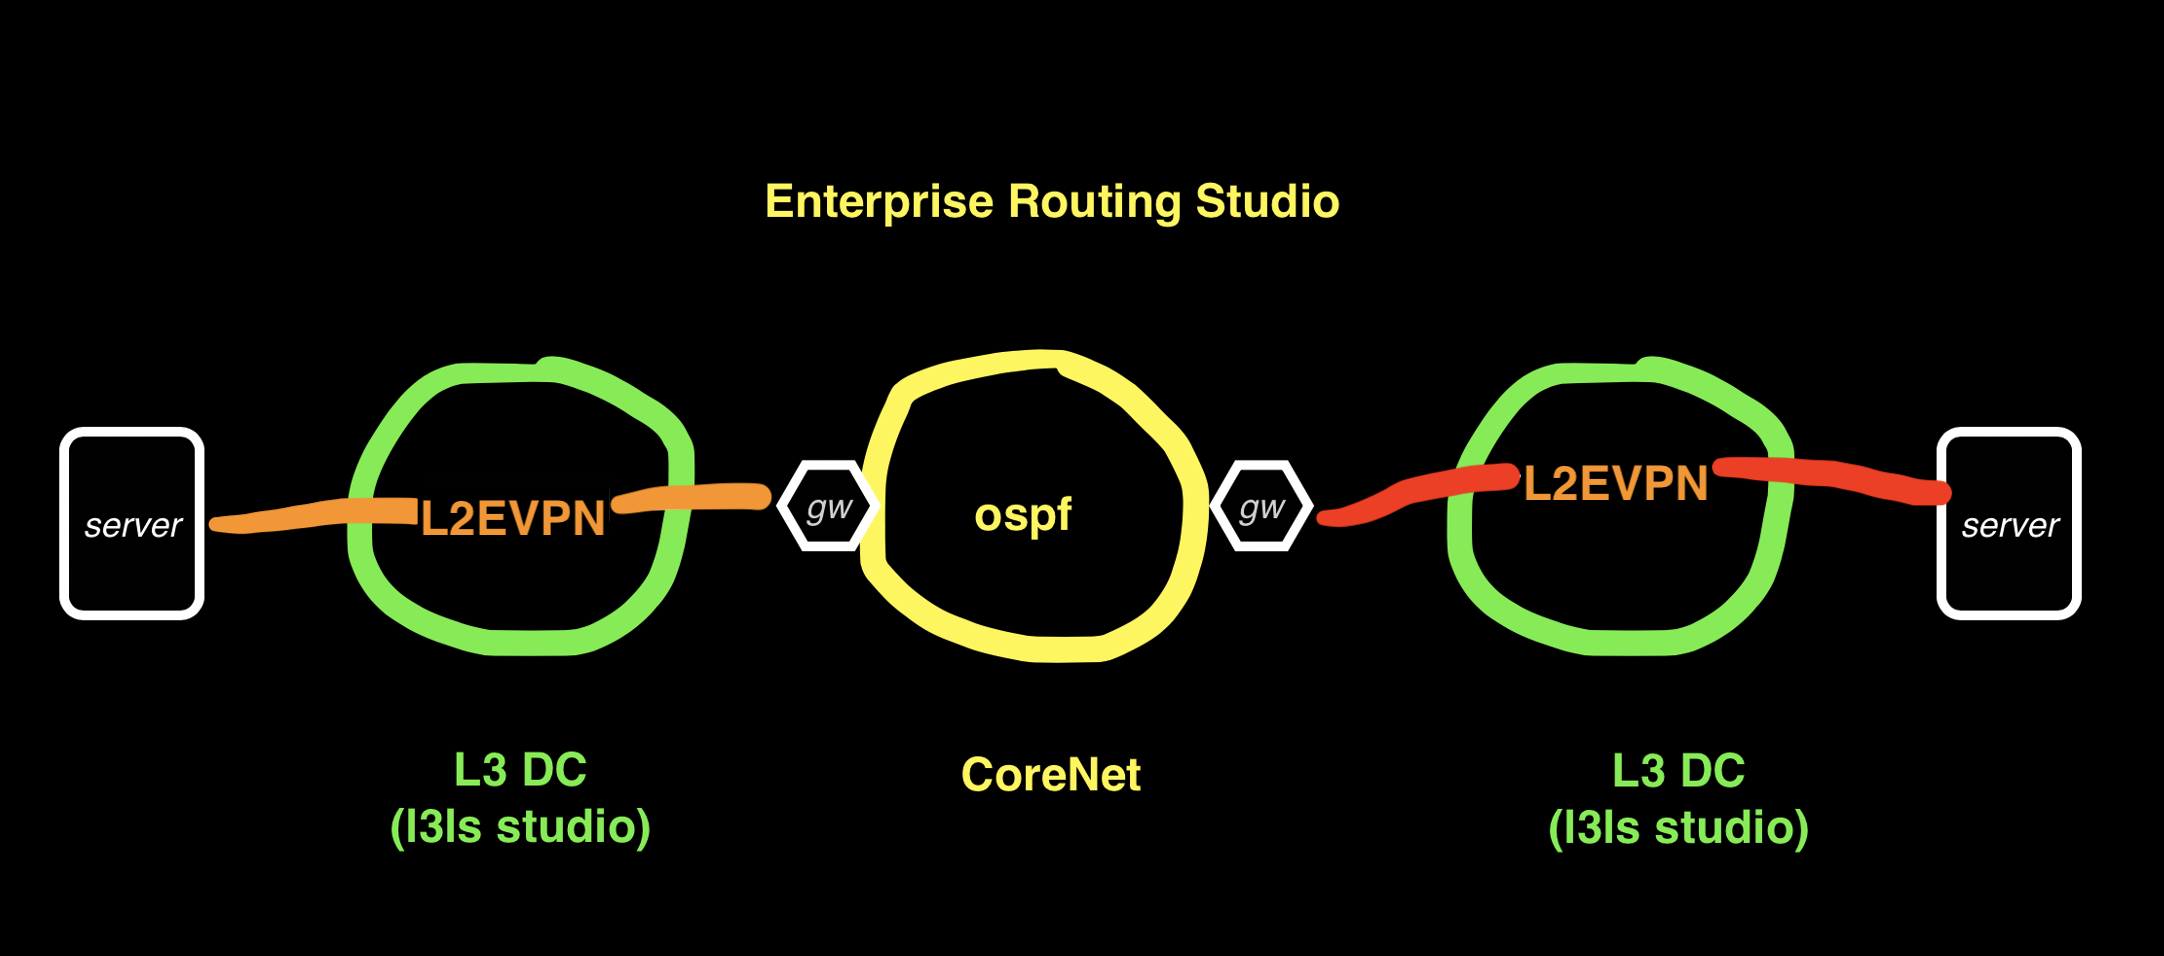 Enterprise Routing Studio
server
L2EVPN
gw
ospf
gw
L2EVPN
server
L3 DC
(l3ls studio)
CoreNet
L3 DC
(l3ls studio)